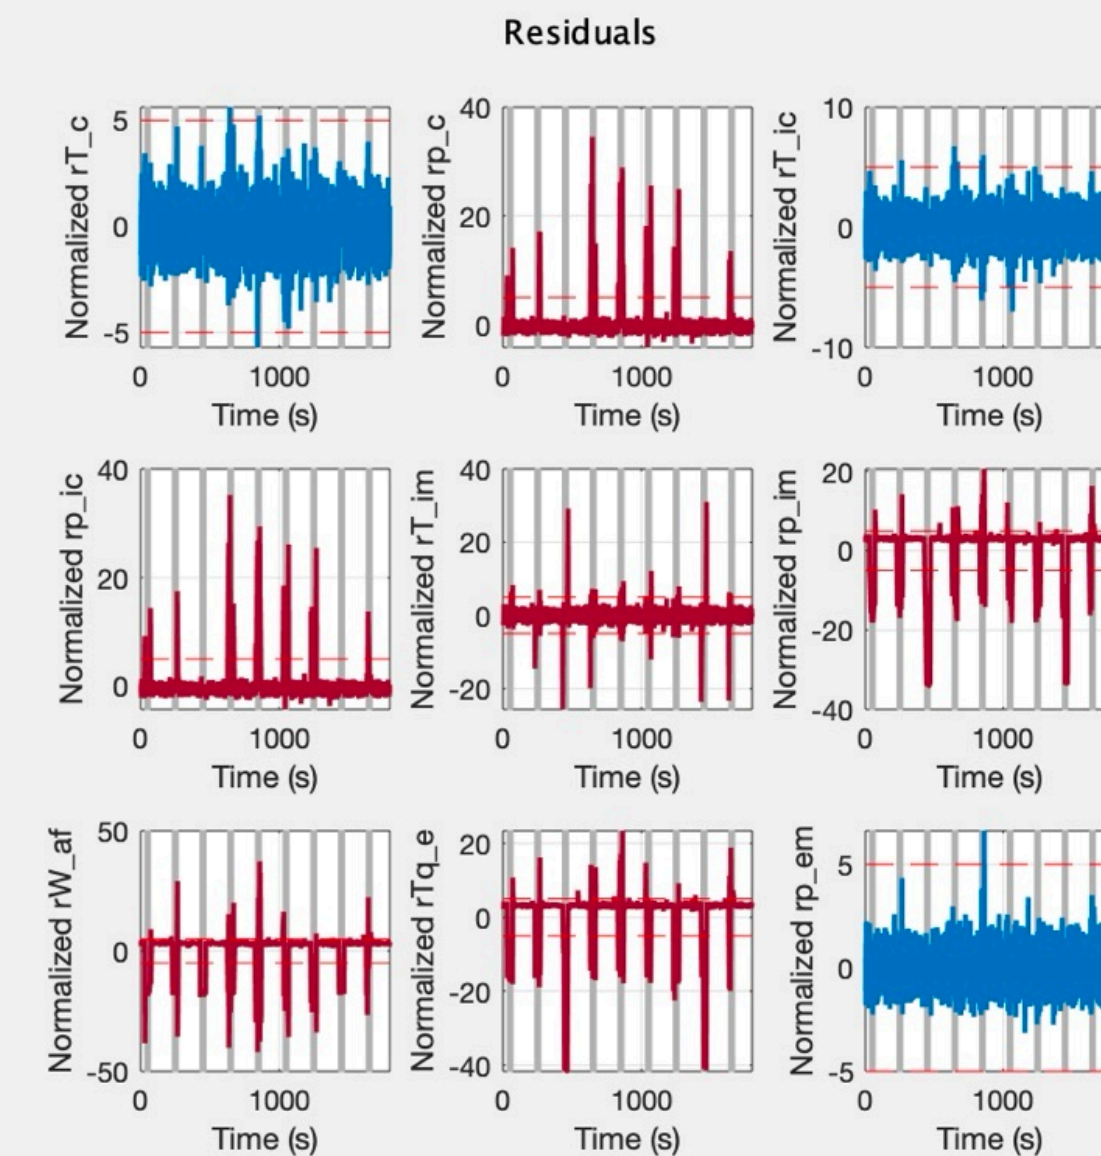 Residuals
Normalized rT_c
5
0
-5
0
1000
Time (s)
Normalized rp_c
40
20
0
0
1000
Time (s)
Normalized rT_ic
10
0
-10
0
1000
Time (s)
Normalized rp_ic
40
20
0
0
1000
Time (s)
Normalized rT_im
40
20
0
-20
0
1000
Time (s)
Normalized rp_im
20
0
-20
-40
0
1000
Time (s)
Normalized rW_af
50
0
-50
0
1000
Time (s)
Normalized rTq_e
20
0
-20
-40
0
1000
Time (s)
Normalized rp_em
5
0
-5
0
1000
Time (s)